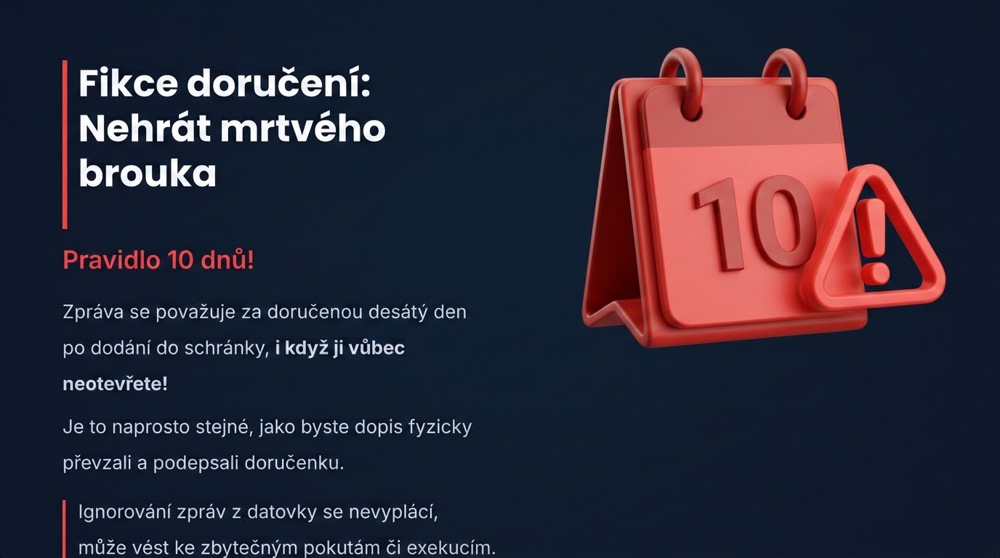 Fikce doručení:
Nehrát mrtvého
brouka
Pravidlo 10 dnů!
Zpráva se považuje za doručenou desátý den
po dodání do schránky, i když ji vůbec
neotevřete!
Je to naprosto stejné, jako byste dopis fyzicky
převzali a podepsali doručenku.
Ignorování zpráv z datovky se nevyplácí,
může vést ke zbytečným pokutám či exekucím.
10
!